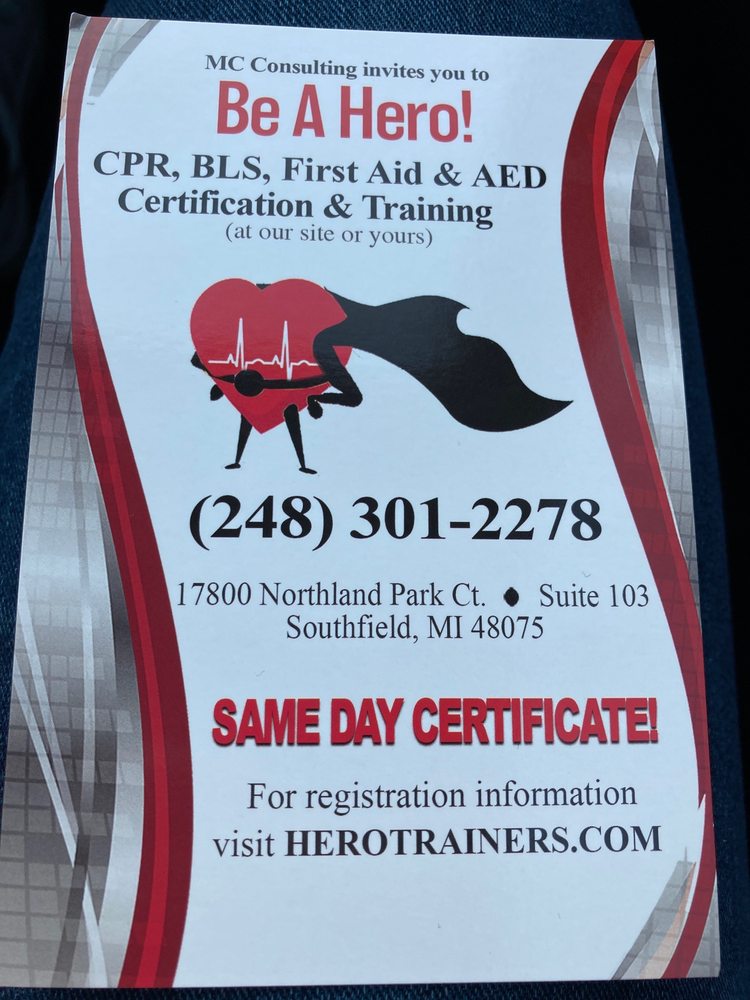 MC Consulting invites you to
Be A Hero!
CPR, BLS, First Aid & AED
Certification & Training
(at our site or yours)
(248) 301-2278
17800 Northland Park Ct. ● Suite 103
Southfield, MI 48075
SAME DAY CERTIFICATE!
For registration information
visit HEROTRAINERS.COM